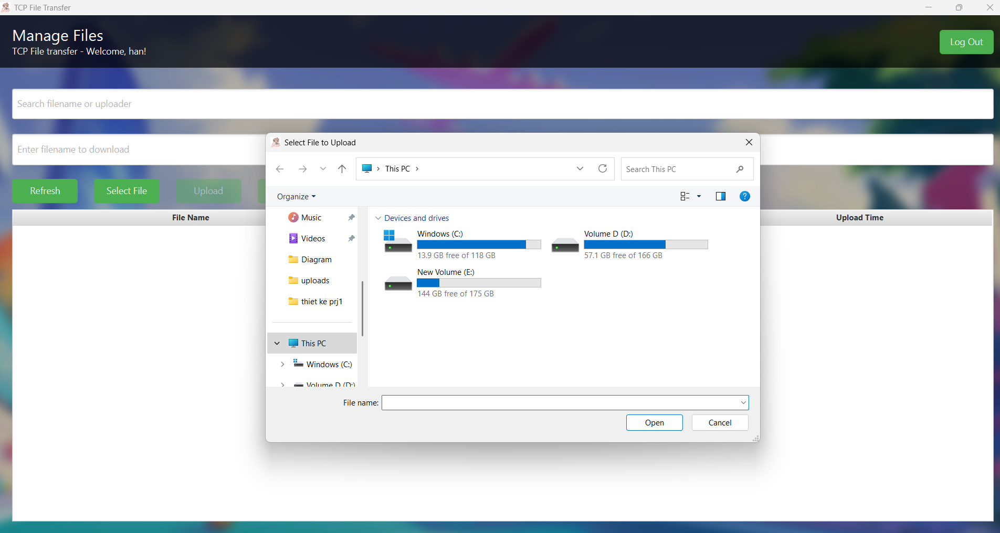 TCP File Transfer
Manage Files
TCP File transfer - Welcome, han!
Log Out
Search filename or uploader
Enter filename to download
Refresh
Select File
Upload
File Name
Upload Time
Select File to Upload
This PC
Search This PC
Organize
?
Music
Videos
Diagram
uploads
thiet ke prj1
This PC
Windows (C:)
Volume D (D:)
Devices and drives
Windows (C:)
13.9 GB free of 118 GB
Volume D (D:)
57.1 GB free of 166 GB
New Volume (E:)
144 GB free of 175 GB
File name:
Open
Cancel